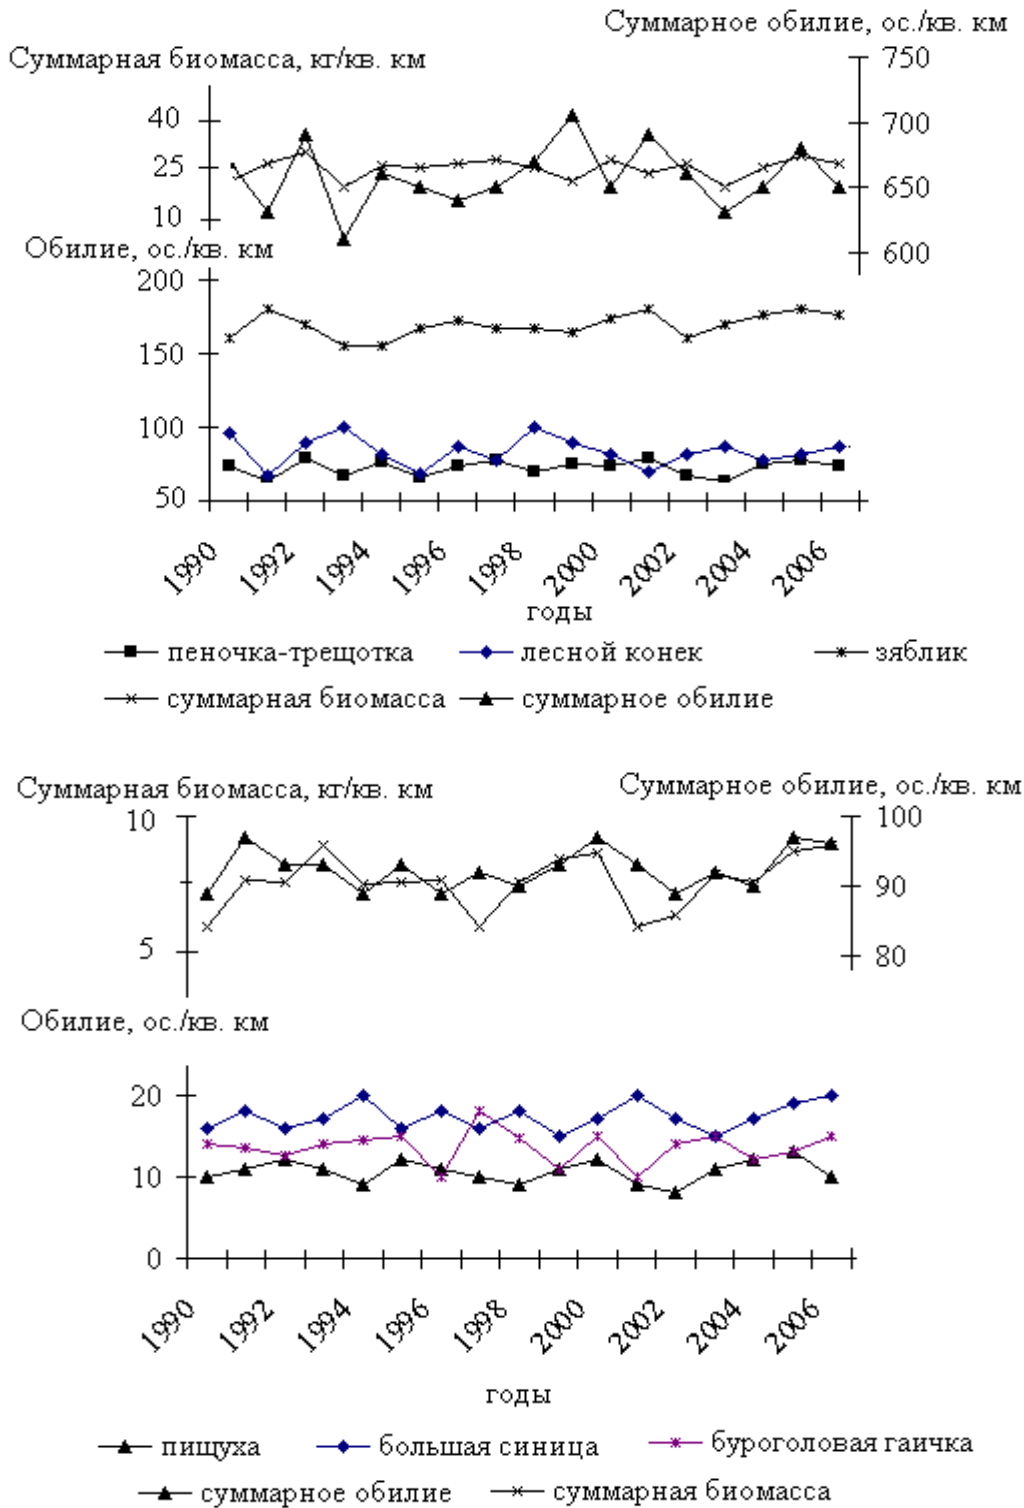 Суммарное обилие, ос./кв. км
Суммарная биомасса, кг/кв. км
750
40
700
25
650
10
600
Обилие, ос./кв. км
200
150
100
50
1990 1992 1994 1996 1998 2000 2002 2004 2006
годы
пеночка-трещотка лесной конек зяблик
суммарная биомасса суммарное обилие
Суммарная биомасса, кг/кв. км Суммарное обилие, ос./кв. км
10 100
90
5 80
Обилие, ос./кв. км
20
10
0
1990 1992 1994 1996 1998 2000 2002 2004 2006
годы
пищуха большая синица буроголовая гаичка
суммарное обилие суммарная биомасса